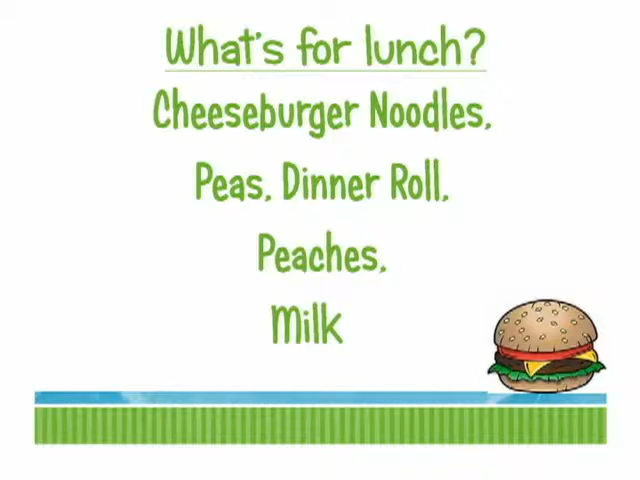 What's for lunch?
Cheeseburger Noodles,
Peas, Dinner Roll,
Peaches,
Milk